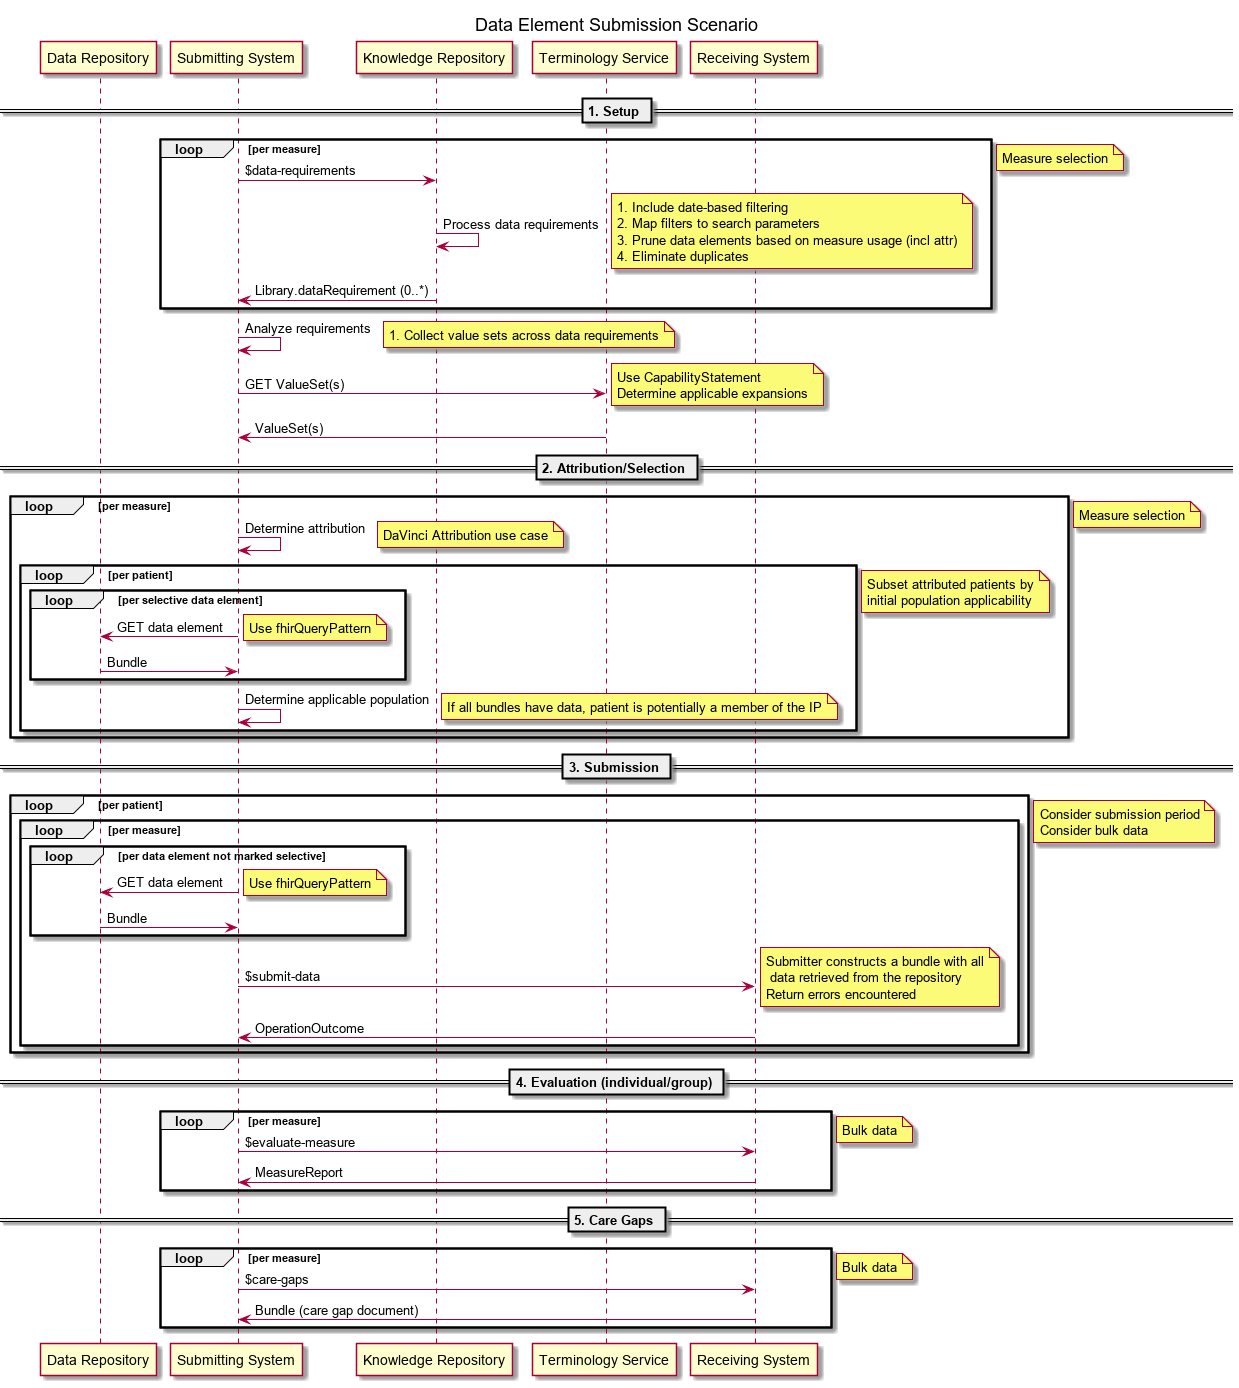 Data Element Submission Scenario
Data Repository
Submitting System
Knowledge Repository
Terminology Service
Receiving System
1. Setup
loop
[per measure]
Measure selection
$data-requirements
Process data requirements
1. Include date-based filtering
2. Map filters to search parameters
3. Prune data elements based on measure usage (incl attr)
4. Eliminate duplicates
Library.dataRequirement (0..*)
Analyze requirements
1. Collect value sets across data requirements
GET ValueSet(s)
Use CapabilityStatement
Determine applicable expansions
ValueSet(s)
2. Attribution/Selection
loop
[per measure]
Measure selection
Determine attribution
DaVinci Attribution use case
loop
[per patient]
Subset attributed patients by
initial population applicability
loop
[per selective data element]
GET data element
Use fhirQueryPattern
Bundle
Determine applicable population
If all bundles have data, patient is potentially a member of the IP
3. Submission
loop
[per patient]
Consider submission period
Consider bulk data
loop
[per measure]
loop
[per data element not marked selective]
GET data element
Use fhirQueryPattern
Bundle
$submit-data
Submitter constructs a bundle with all
data retrieved from the repository
Return errors encountered
OperationOutcome
4. Evaluation (individual/group)
loop
[per measure]
Bulk data
$evaluate-measure
MeasureReport
5. Care Gaps
loop
[per measure]
Bulk data
$care-gaps
Bundle (care gap document)
Data Repository
Submitting System
Knowledge Repository
Terminology Service
Receiving System